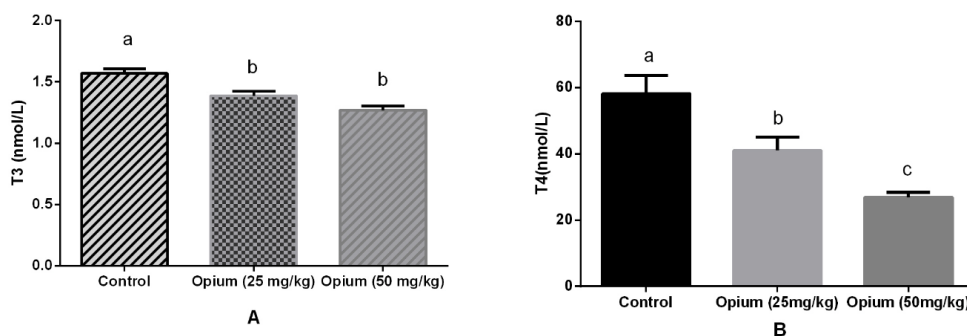 2.0
1.5
1.0
0.5
0.0
T3 (nmol/L)
a
b
b
Control
Opium (25 mg/kg)
Opium (50 mg/kg)
A
80
60
40
20
0
T4(nmol/L)
a
b
c
Control
Opium (25mg/kg)
Opium (50mg/kg)
B